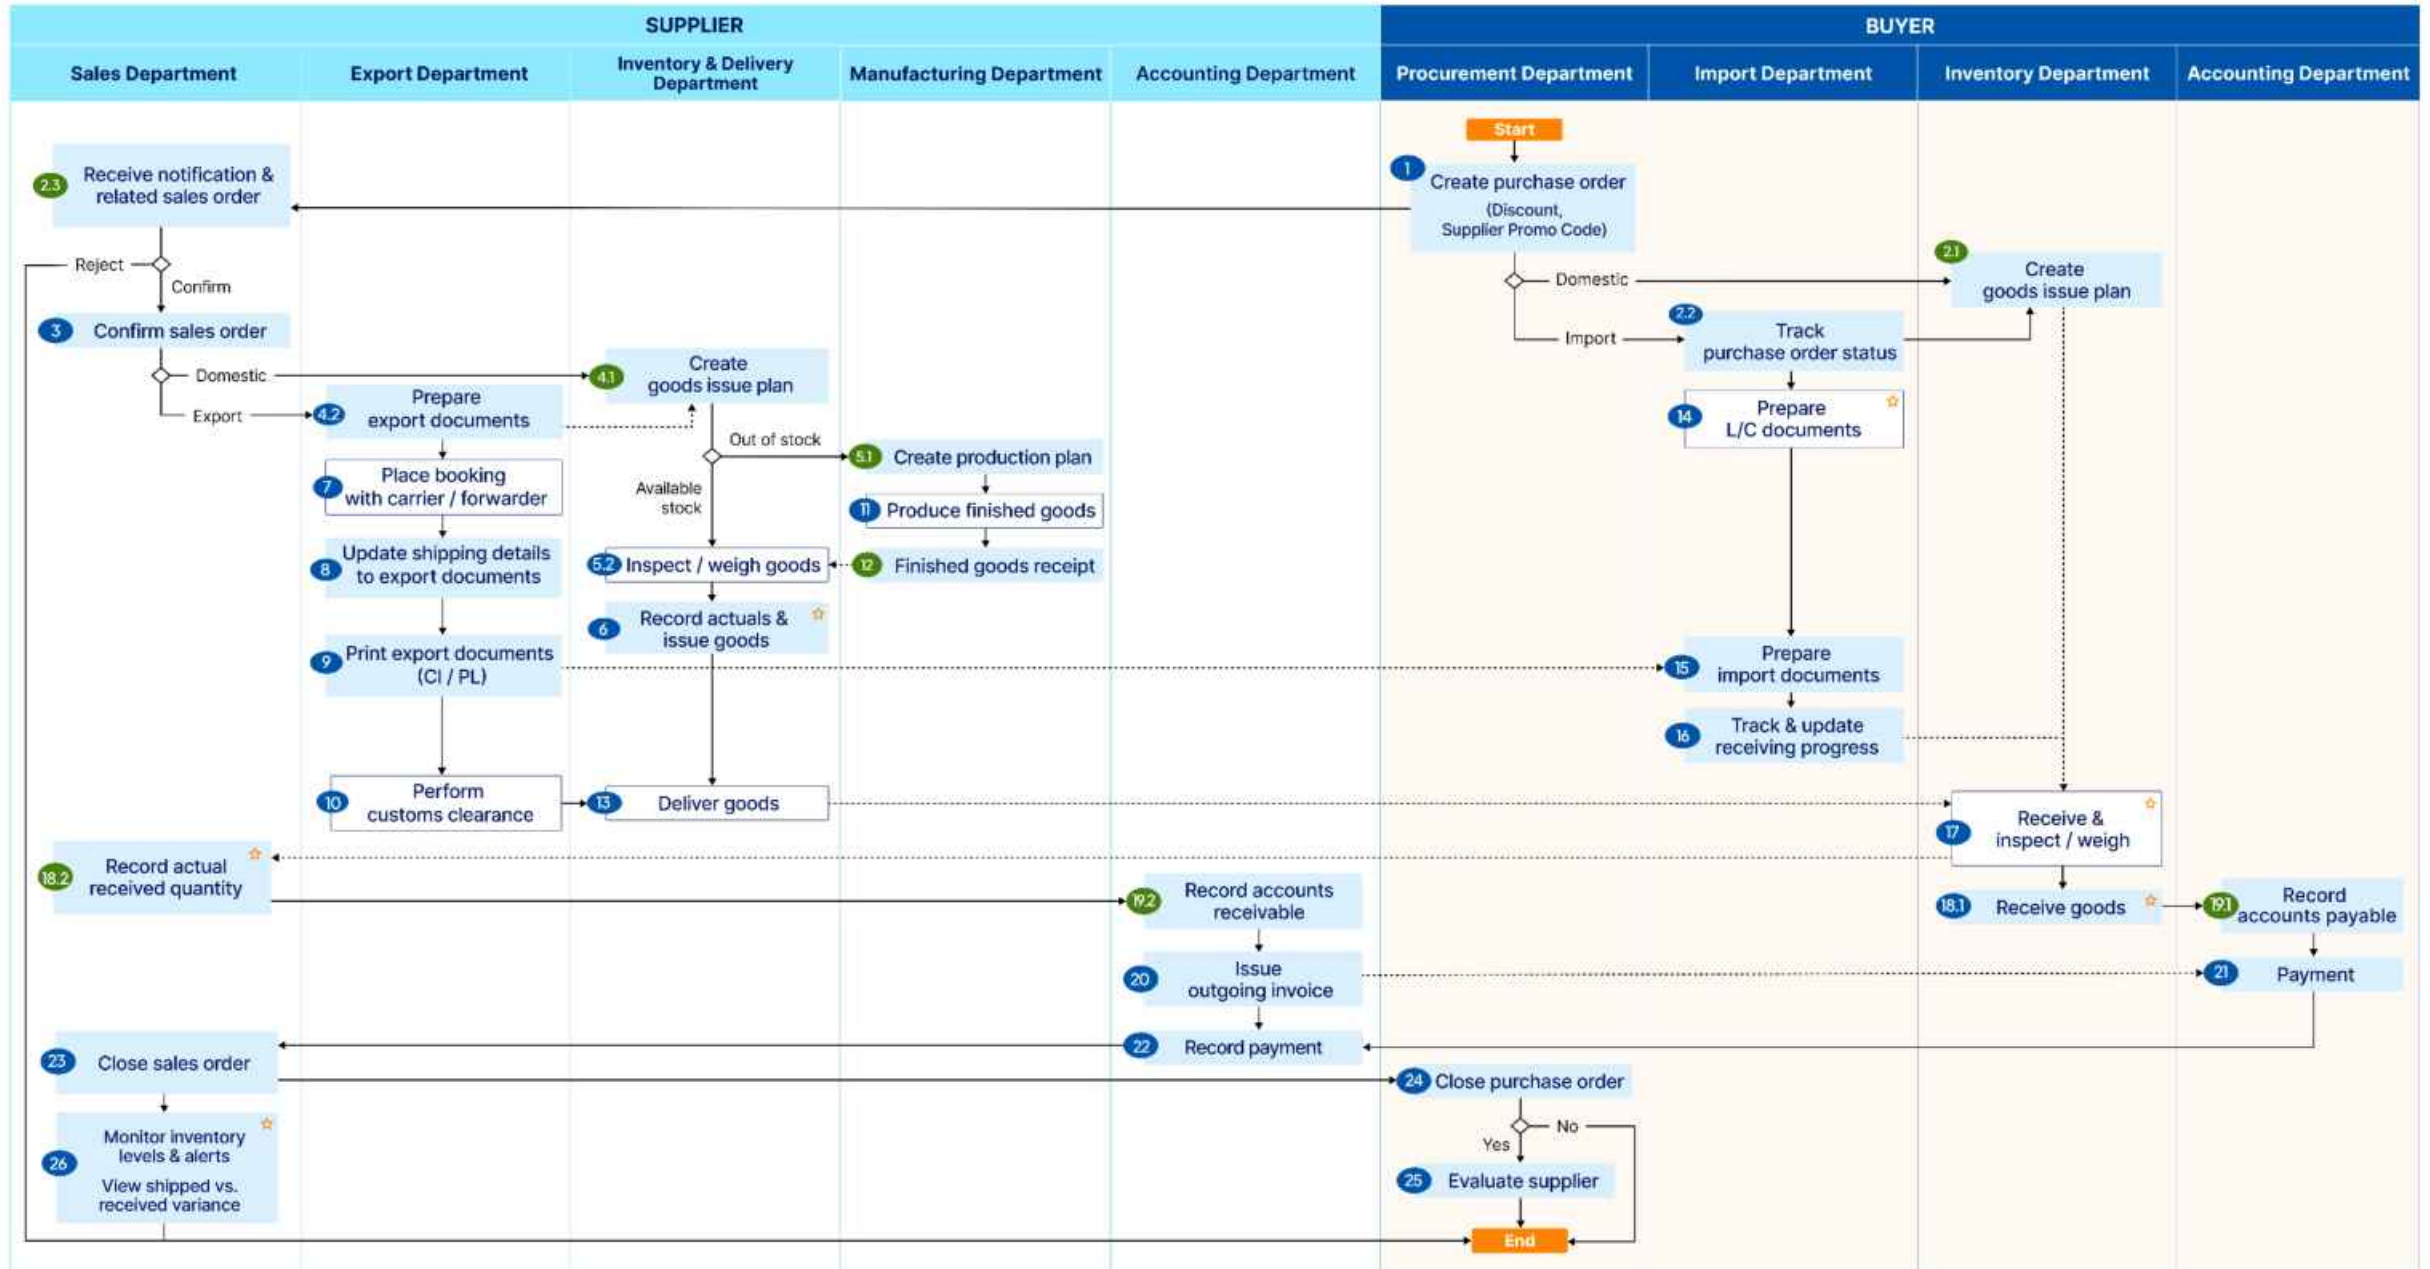 SUPPLIER
BUYER
Sales Department
Export Department
Inventory & Delivery
Department
Manufacturing Department
Accounting Department
Procurement Department
Import Department
Inventory Department
Accounting Department
Start
1
Create purchase order
(Discount,
Supplier Promo Code)
2.3
Receive notification &
related sales order
Reject
Confirm
Domestic
Import
2.1
Create
goods issue plan
2.2
Track
purchase order status
3
Confirm sales order
Domestic
Export
4.1
Create
goods issue plan
4.2
Prepare
export documents
14
Prepare
L/C documents
Out of stock
Available
stock
5.1
Create production plan
7
Place booking
with carrier / forwarder
11
Produce finished goods
8
Update shipping details
to export documents
5.2
Inspect / weigh goods
12
Finished goods receipt
6
Record actuals &
issue goods
9
Print export documents
(CI / PL)
15
Prepare
import documents
16
Track & update
receiving progress
10
Perform
customs clearance
13
Deliver goods
17
Receive &
inspect / weigh
18.2
Record actual
received quantity
19.2
Record accounts
receivable
18.1
Receive goods
19.1
Record
accounts payable
20
Issue
outgoing invoice
21
Payment
22
Record payment
23
Close sales order
24
Close purchase order
No
Yes
26
Monitor inventory
levels & alerts
View shipped vs.
received variance
25
Evaluate supplier
End